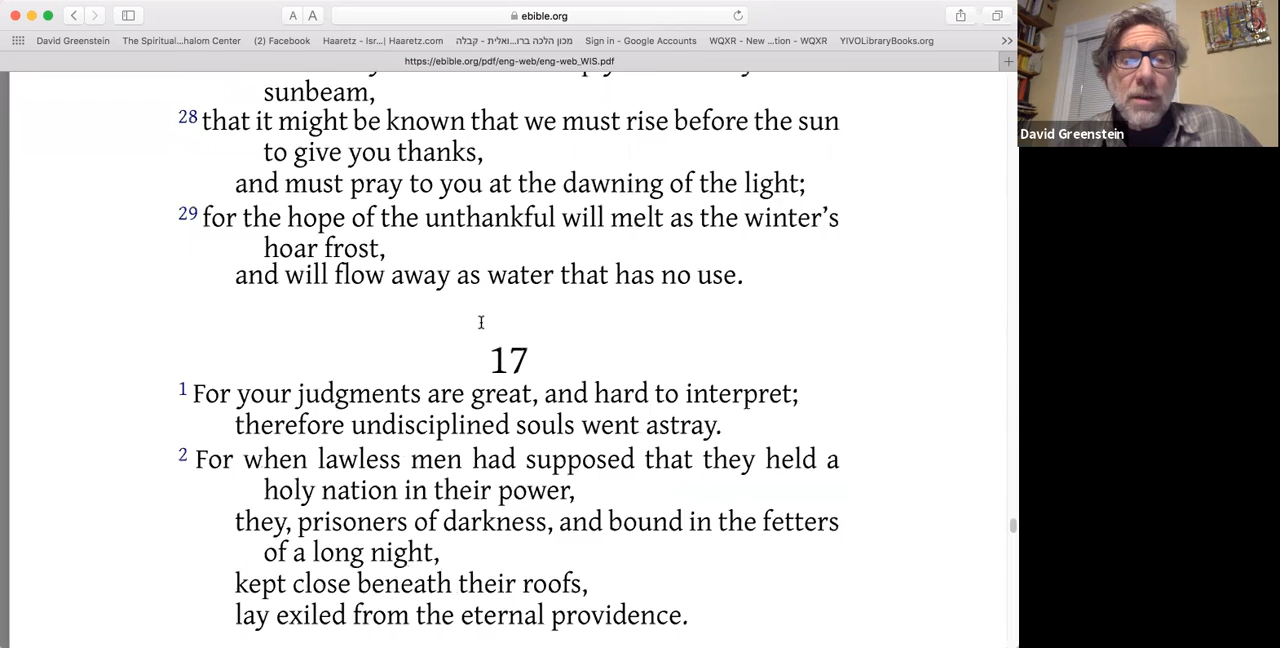 A A
ebible.org
David Greenstein The Spiritual...halom Center (2) Facebook Haaretz - Isr...| Haaretz.com מכון הלכה ברו...ואלית - קבלה Sign in - Google Accounts WQXR - New ...tion - WQXR YIVOLibraryBooks.org >>
https://ebible.org/pdf/eng-web/eng-web_WIS.pdf
sunbeam,
28 that it might be known that we must rise before the sun
to give you thanks,
and must pray to you at the dawning of the light;
29 for the hope of the unthankful will melt as the winter’s
hoar frost,
and will flow away as water that has no use.
17
1 For your judgments are great, and hard to interpret;
therefore undisciplined souls went astray.
2 For when lawless men had supposed that they held a
holy nation in their power,
they, prisoners of darkness, and bound in the fetters
of a long night,
kept close beneath their roofs,
lay exiled from the eternal providence.
David Greenstein